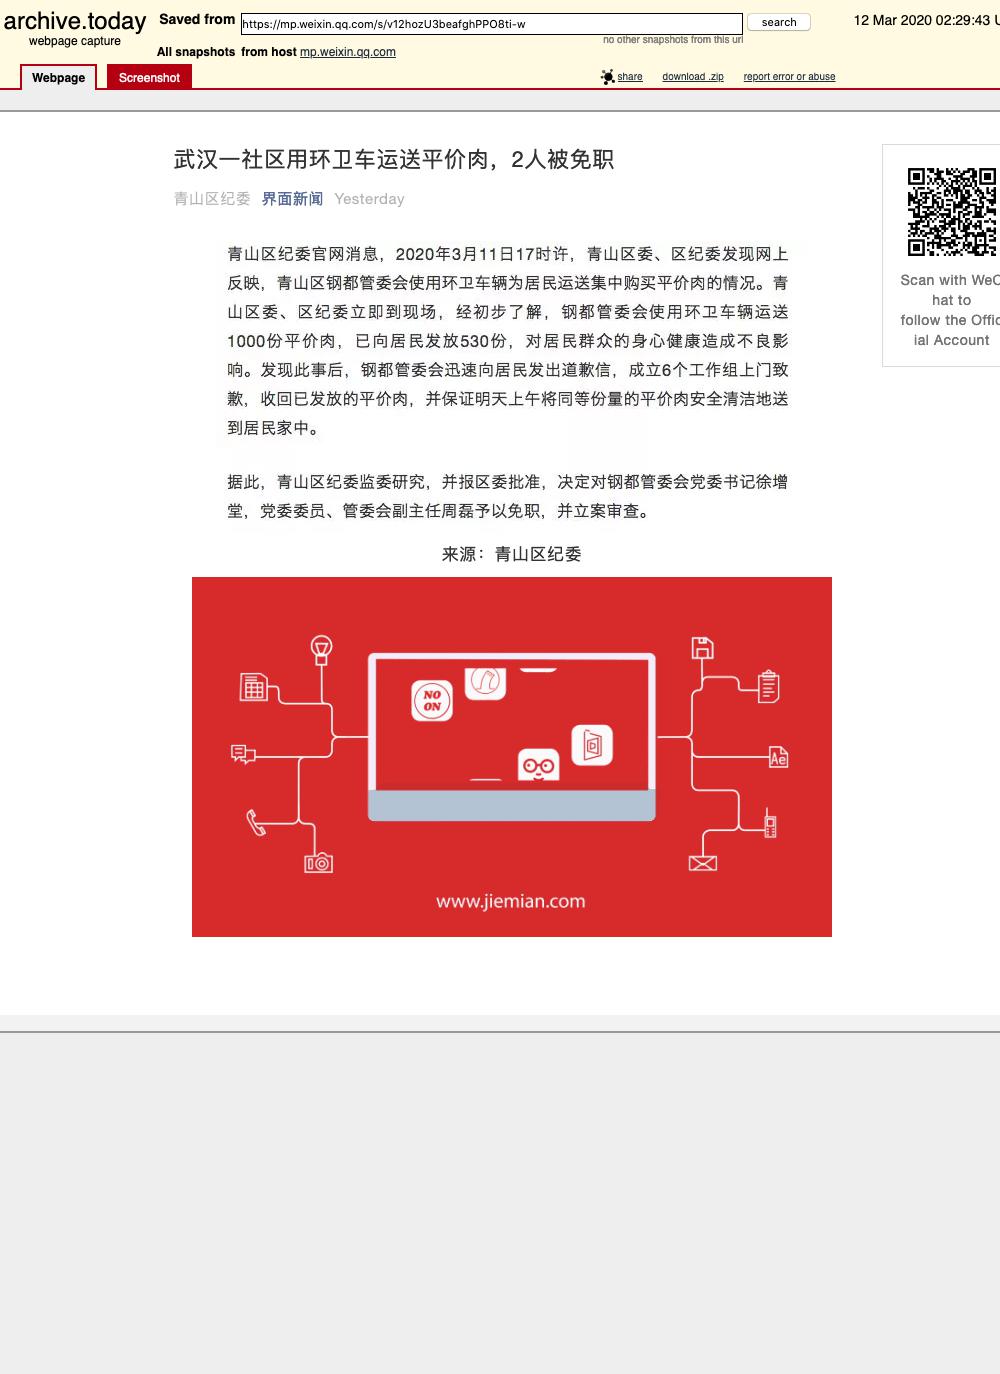 archive.today
webpage capture
Saved from https://mp.weixin.qq.com/s/v12hozU3beafghPPO8ti-w search 12 Mar 2020 02:29:43 U
no other snapshots from this url
All snapshots from host mp.weixin.qq.com
Webpage Screenshot share download .zip report error or abuse
武汉一社区用环卫车运送平价肉，2人被免职
青山区纪委 界面新闻 Yesterday
青山区纪委官网消息，2020年3月11日17时许，青山区委、区纪委发现网上
反映，青山区钢都管委会使用环卫车辆为居民运送集中购买平价肉的情况。青
山区委、区纪委立即到现场，经初步了解，钢都管委会使用环卫车辆运送
1000份平价肉，已向居民发放530份，对居民群众的身心健康造成不良影
响。发现此事后，钢都管委会迅速向居民发出道歉信，成立6个工作组上门致
歉，收回已发放的平价肉，并保证明天上午将同等份量的平价肉安全清洁地送
到居民家中。
据此，青山区纪委监委研究，并报区委批准，决定对钢都管委会党委书记徐增
堂，党委委员、管委会副主任周磊予以免职，并立案审查。
来源：青山区纪委
NO
ON
Ae
www.jiemian.com
Scan with WeC
hat to
follow the Offic
ial Account